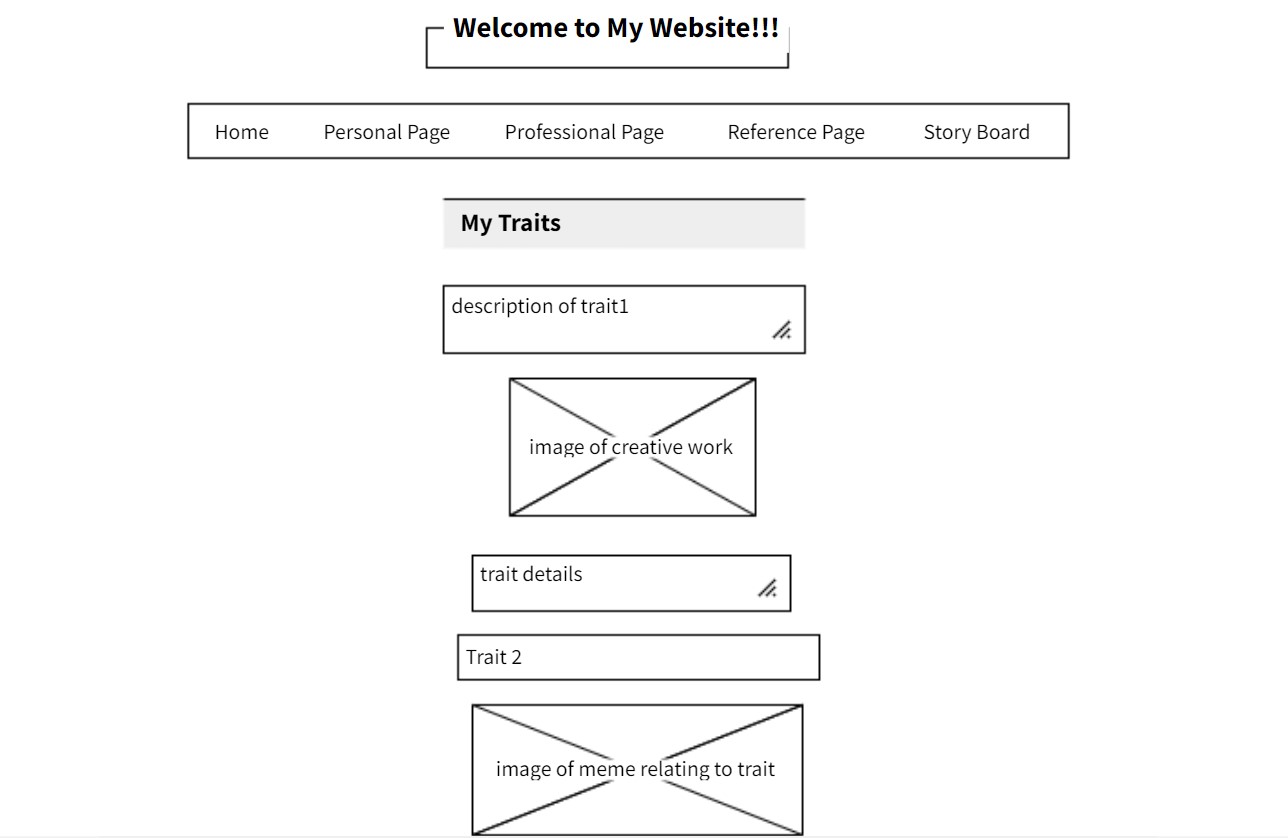 Welcome to My Website!!!
Home Personal Page Professional Page Reference Page Story Board
My Traits
description of trait1
image of creative work
trait details
Trait 2
image of meme relating to trait